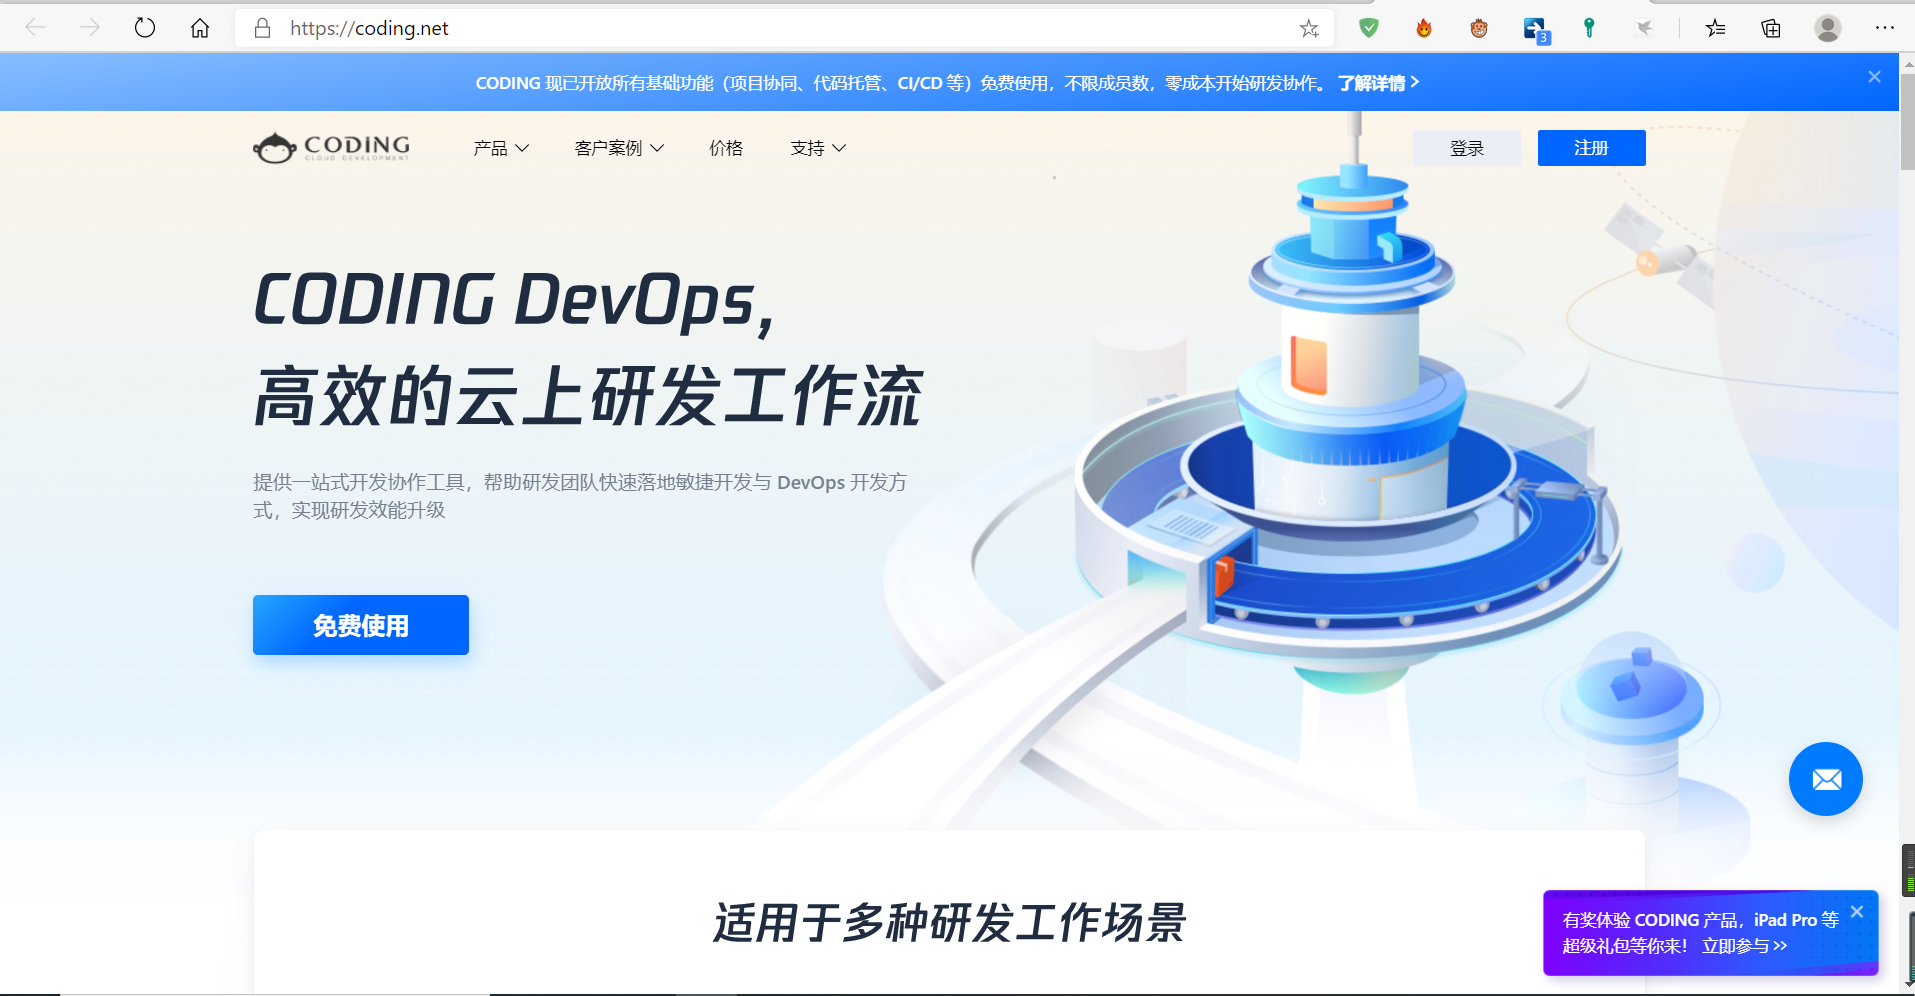 https://coding.net
3
CODING 现已开放所有基础功能（项目协同、代码托管、CI/CD 等）免费使用，不限成员数，零成本开始研发协作。 了解详情 >
CODING
CLOUD DEVELOPMENT
产品
客户案例
价格
支持
登录
注册
CODING DevOps,
高效的云上研发工作流
提供一站式开发协作工具，帮助研发团队快速落地敏捷开发与 DevOps 开发方
式，实现研发效能升级
免费使用
适用于多种研发工作场景
有奖体验 CODING 产品，iPad Pro 等
超级礼包等你来！ 立即参与 >>